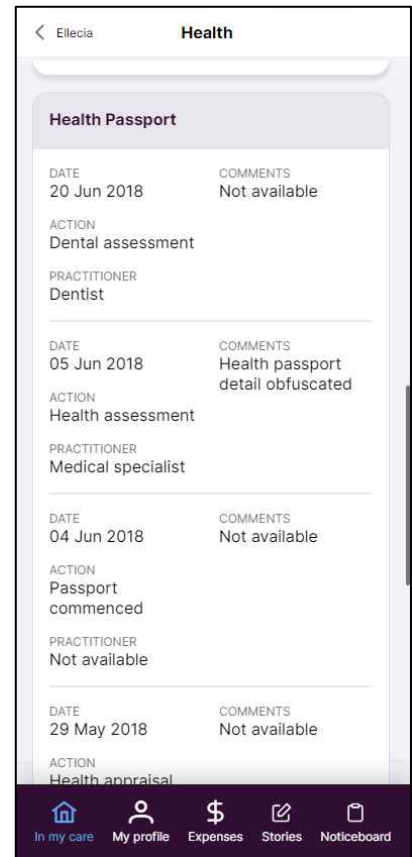 Ellecia
Health
Health Passport
DATE
20 Jun 2018
COMMENTS
Not available
ACTION
Dental assessment
PRACTITIONER
Dentist
DATE
05 Jun 2018
COMMENTS
Health passport
detail obfuscated
ACTION
Health assessment
PRACTITIONER
Medical specialist
DATE
04 Jun 2018
COMMENTS
Not available
ACTION
Passport
commenced
PRACTITIONER
Not available
DATE
29 May 2018
COMMENTS
Not available
ACTION
Health appraisal
In my care
My profile
Expenses
Stories
Noticeboard